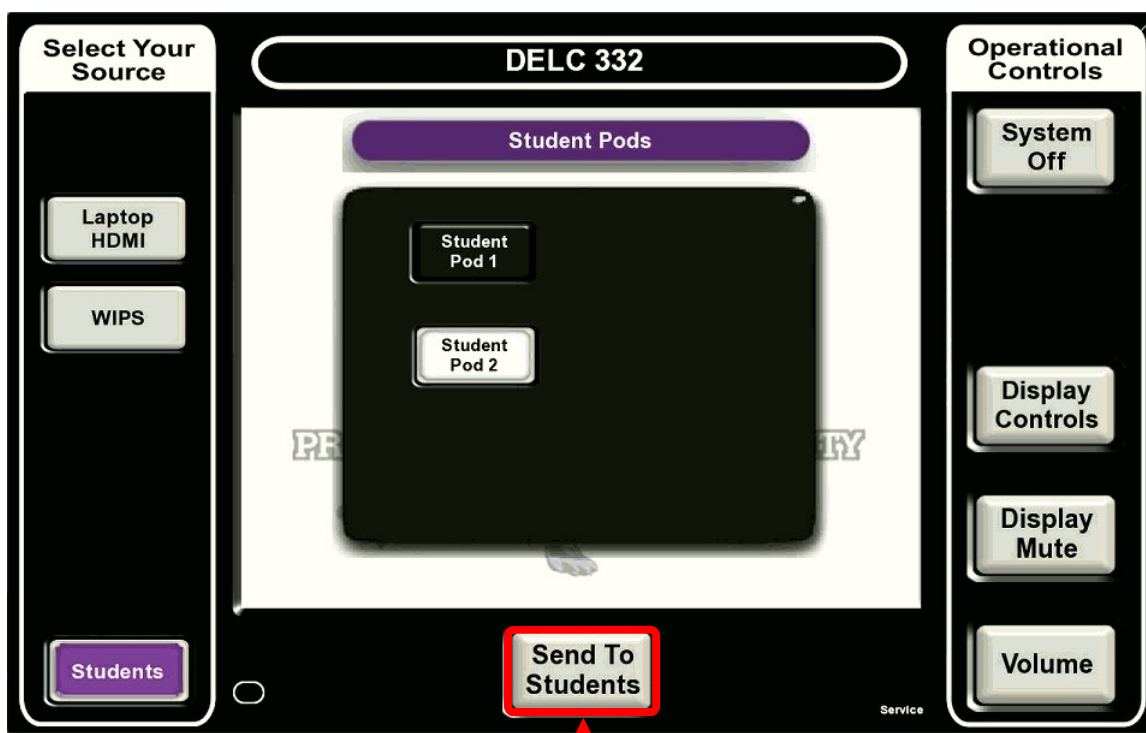 Select Your
Source
DELC 332
Operational
Controls
Student Pods
System
Off
Laptop
HDMI
Student
Pod 1
WIPS
Student
Pod 2
Display
Controls
Display
Mute
Students
Send To
Students
Volume
Service